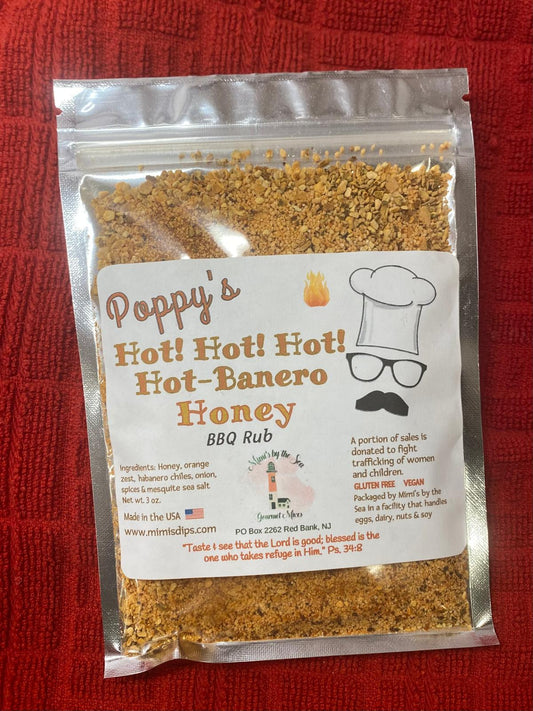 Poppy's
Hot! Hot! Hot!
Hot-Banero
Honey
BBQ Rub
Ingredients: Honey, orange
zest, habanero chiles, onion,
spices & mesquite sea salt
Net wt. 3 oz.
Made in the USA
www.mimisdips.com
Mimi's by the Sea
Gourmet Mixes
PO Box 2262 Red Bank, NJ
A portion of sales is
donated to fight
trafficking of women
and children.
GLUTEN FREE VEGAN
Packaged by Mimi's by the
Sea in a facility that handles
eggs, dairy, nuts & soy
"Taste & see that the Lord is good; blessed is the
one who takes refuge in Him." Ps. 34:8